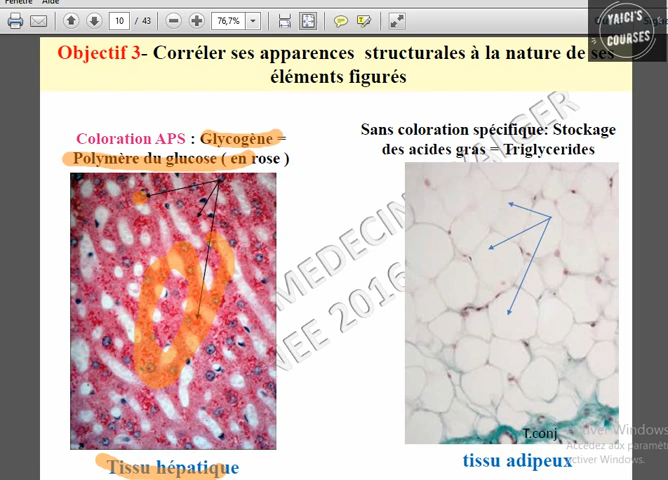 Fenêtre Aide
10 / 43
76,7%
YAICI'S
COURSES
Objectif 3- Corréler ses apparences structurales à la nature de ses
éléments figurés
Coloration APS : Glycogène =
Polymère du glucose ( en rose )
Sans coloration spécifique: Stockage
des acides gras = Triglycerides
MEDECINE ALGER
2016
T.conj
Tissu hépatique
tissu adipeux
Activer Windows
Accédez aux paramèt
activer Windows.